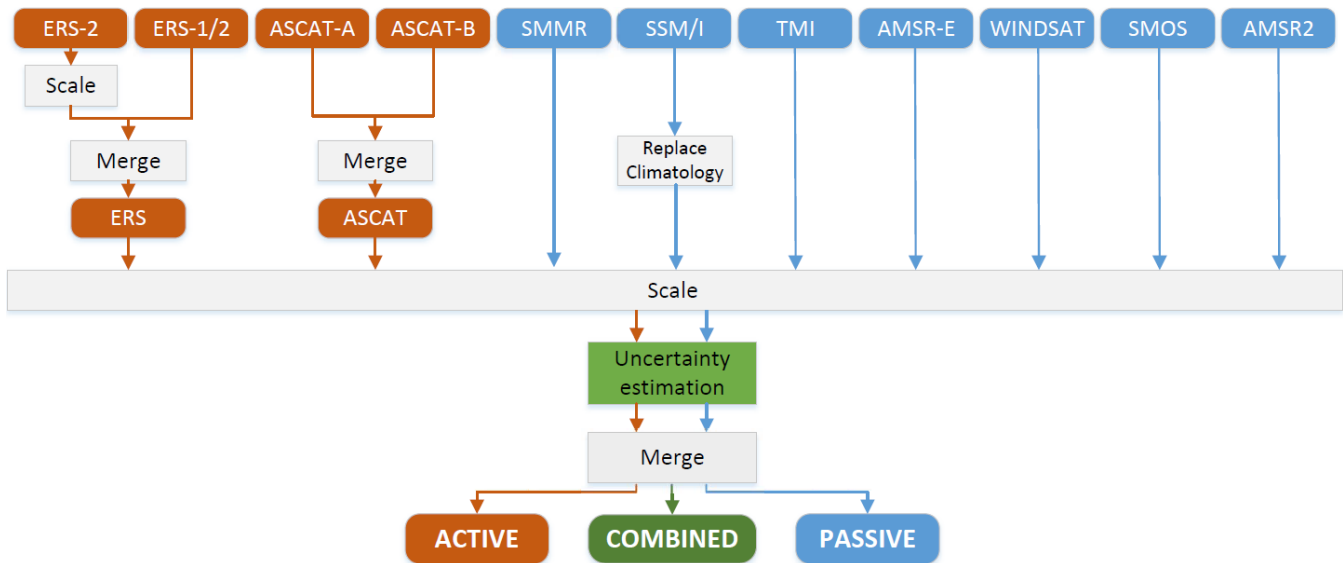 ERS-2
ERS-1/2
ASCAT-A
ASCAT-B
SMMR
SSM/I
TMI
AMSR-E
WINDSAT
SMOS
AMSR2
Scale
Merge
Merge
Replace
Climatology
ERS
ASCAT
Scale
Uncertainty
estimation
Merge
ACTIVE
COMBINED
PASSIVE